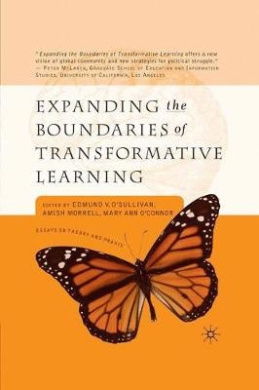 "Expanding the Boundaries of Transformative Learning offers a new
vision of global community and new strategies for political struggle."
— Peter McLaren, Graduate School of Education and Information
Studies, University of California, Los Angeles
EXPANDING the
BOUNDARIES of
TRANSFORMATIVE
LEARNING
EDITED BY EDMUND V. O'SULLIVAN,
AMISH MORRELL, MARY ANN O'CONNOR
ESSAYS ON THEORY AND PRAXIS